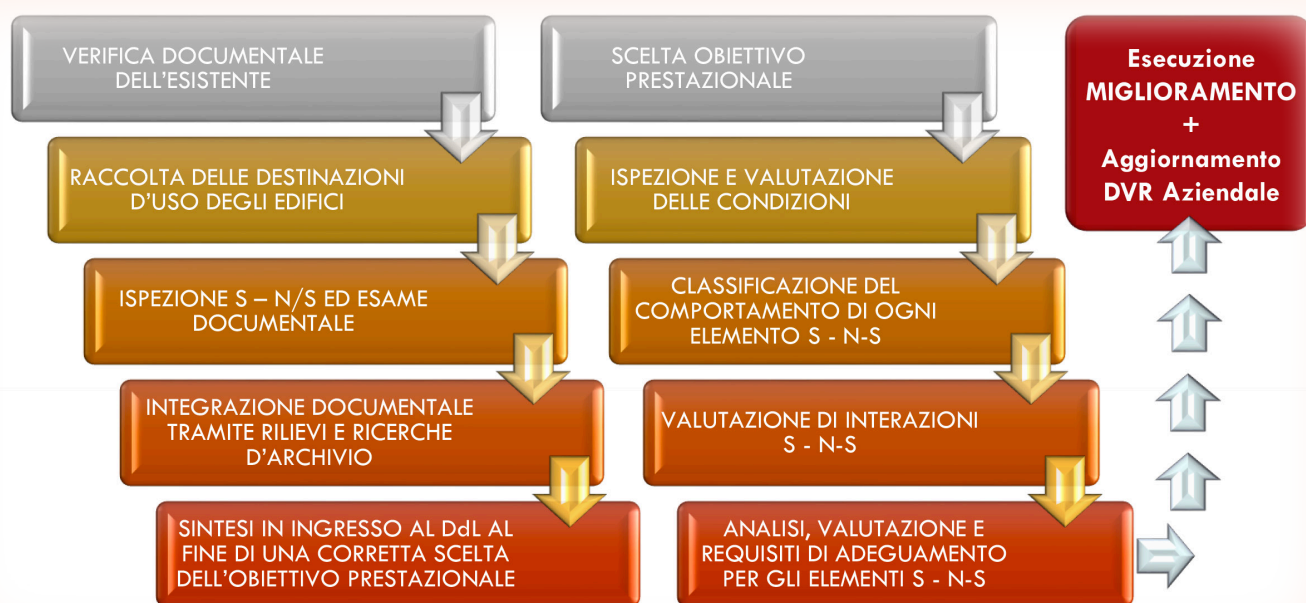 VERIFICA DOCUMENTALE
DELL'ESISTENTE
RACCOLTA DELLE DESTINAZIONI
D'USO DEGLI EDIFICI
ISPEZIONE S – N/S ED ESAME
DOCUMENTALE
INTEGRAZIONE DOCUMENTALE
TRAMITE RILIEVI E RICERCHE
D'ARCHIVIO
SINTESI IN INGRESSO AL DdL AL
FINE DI UNA CORRETTA SCELTA
DELL'OBIETTIVO PRESTAZIONALE
SCELTA OBIETTIVO
PRESTAZIONALE
ISPEZIONE E VALUTAZIONE
DELLE CONDIZIONI
CLASSIFICAZIONE DEL
COMPORTAMENTO DI OGNI
ELEMENTO S - N-S
VALUTAZIONE DI INTERAZIONI
S - N-S
ANALISI, VALUTAZIONE E
REQUISITI DI ADEGUAMENTO
PER GLI ELEMENTI S - N-S
Esecuzione
MIGLIORAMENTO
+
Aggiornamento
DVR Aziendale